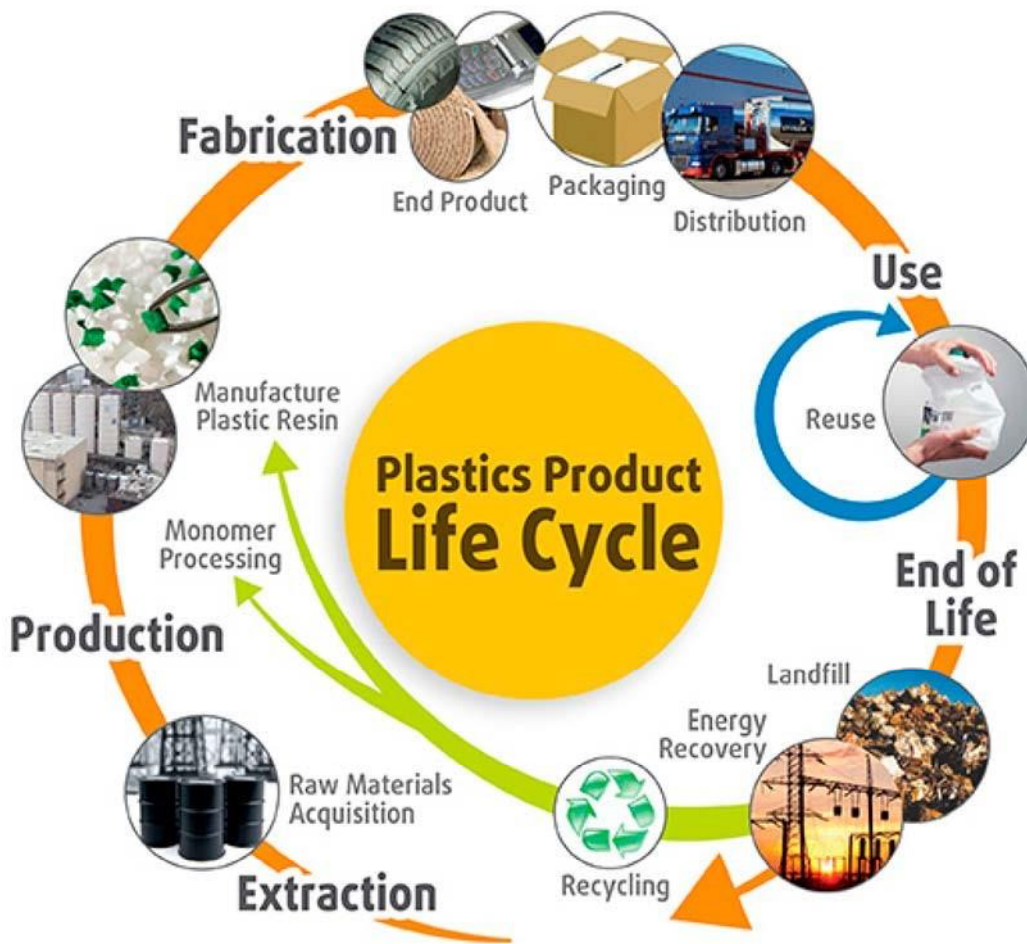 Plastics Product
Life Cycle
Extraction
Raw Materials
Acquisition
Production
Monomer
Processing
Manufacture
Plastic Resin
Fabrication
End Product
Packaging
Distribution
Use
Reuse
End of
Life
Landfill
Energy
Recovery
Recycling